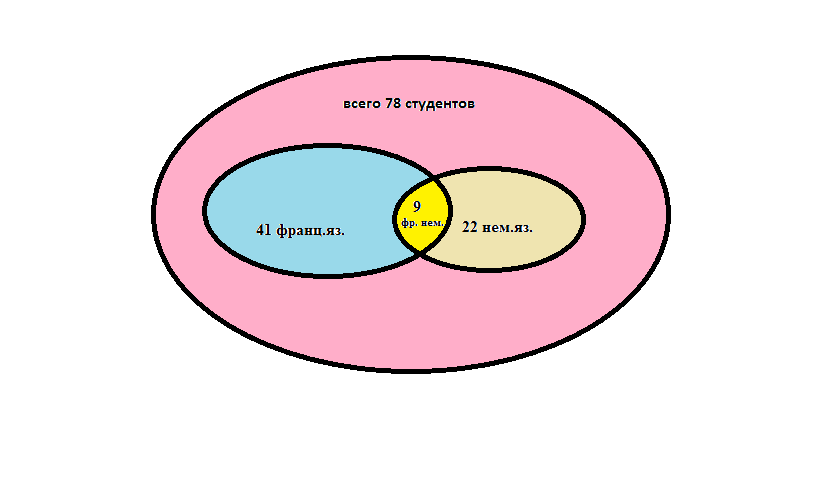 всего 78 студентов
9
фр. нем.
41 франц.яз.
22 нем.яз.